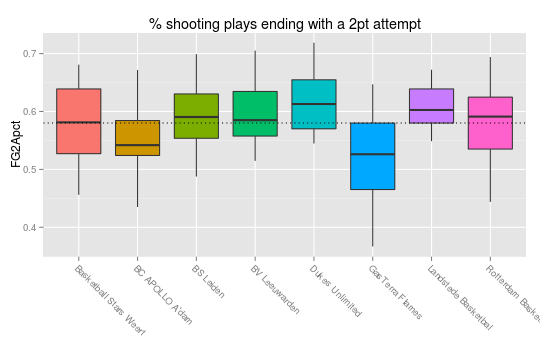 % shooting plays ending with a 2pt attempt
FG2Apct
0.7
0.6
0.5
0.4
Basketball Stars Weert
BC APOLLO A'dam
BS Leiden
BV Leeuwarden
Dukes Unlimited
GasTerra Flames
Landstede Basketbal
Rotterdam Baske